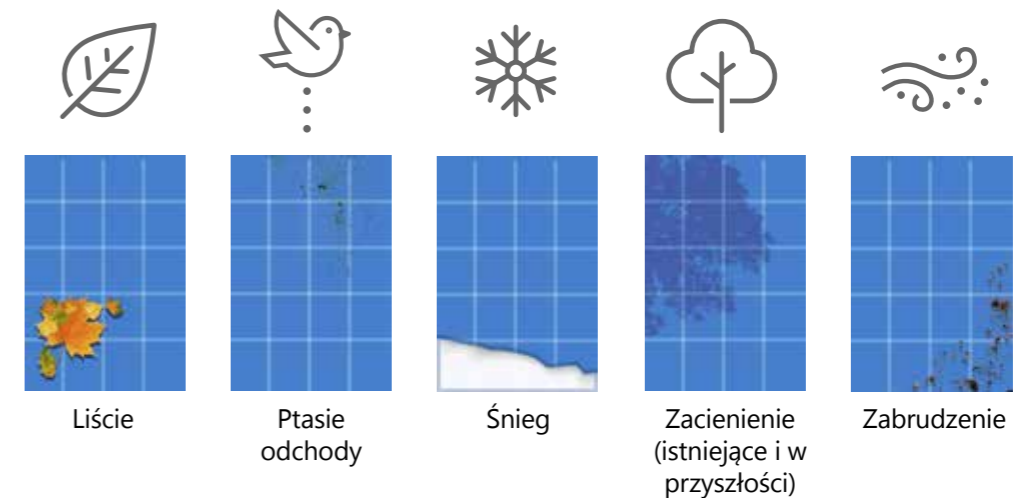 Liście
Ptasie
odchody
Śnieg
Zacienienie
(istniejące i w
przyszłości)
Zabrudzenie